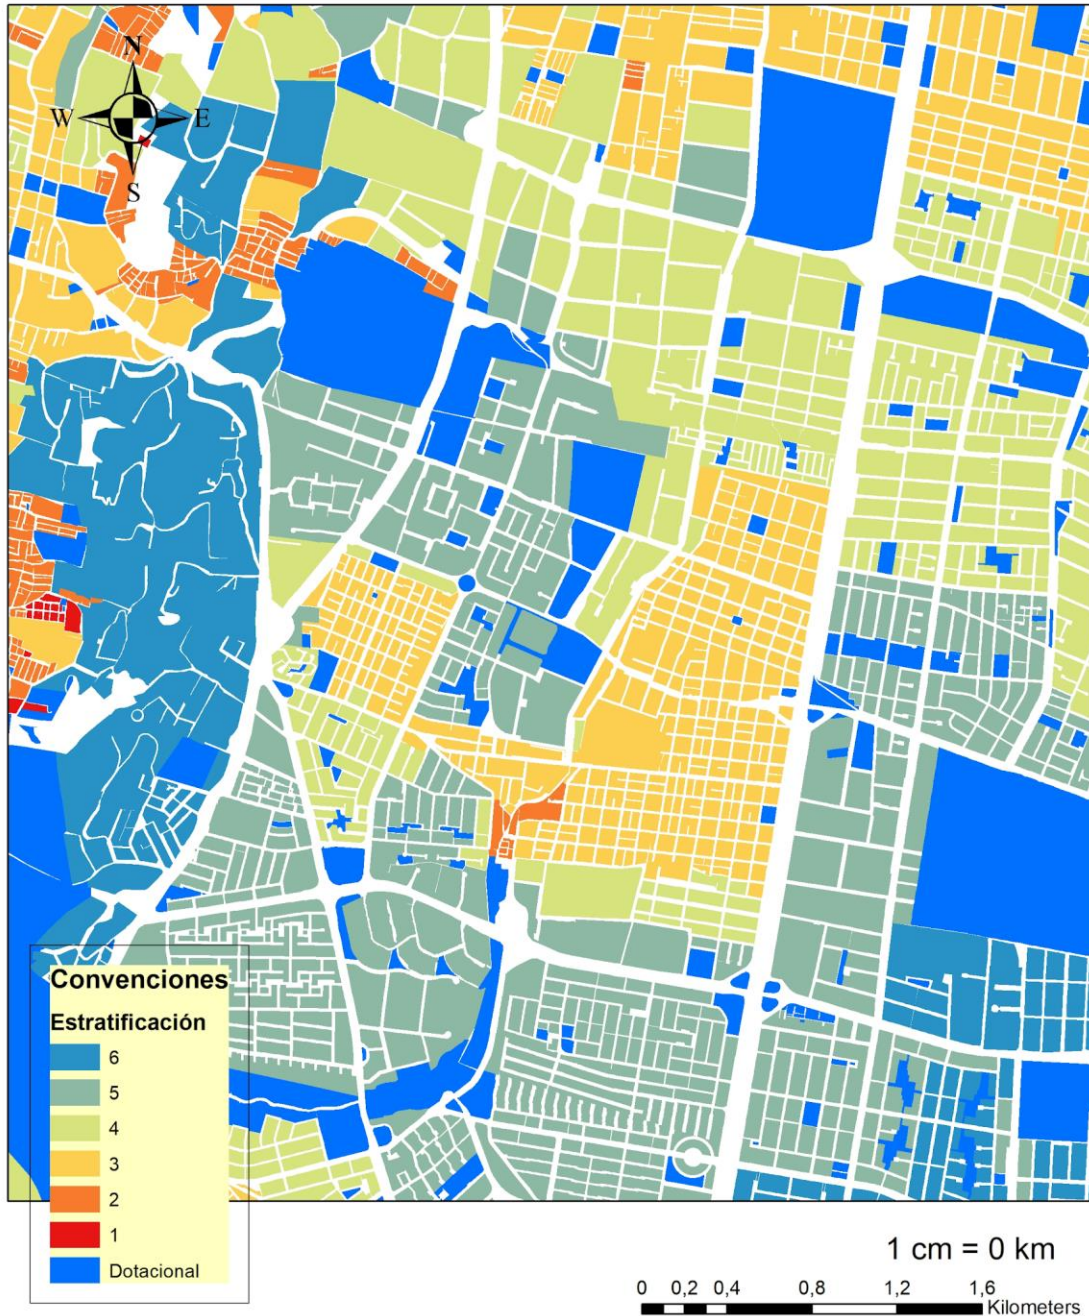 N
W E
S
Convenciones
Estratificación
6
5
4
3
2
1
Dotacional
1 cm = 0 km
0 0,2 0,4 0,8 1,2 1,6
Kilometers